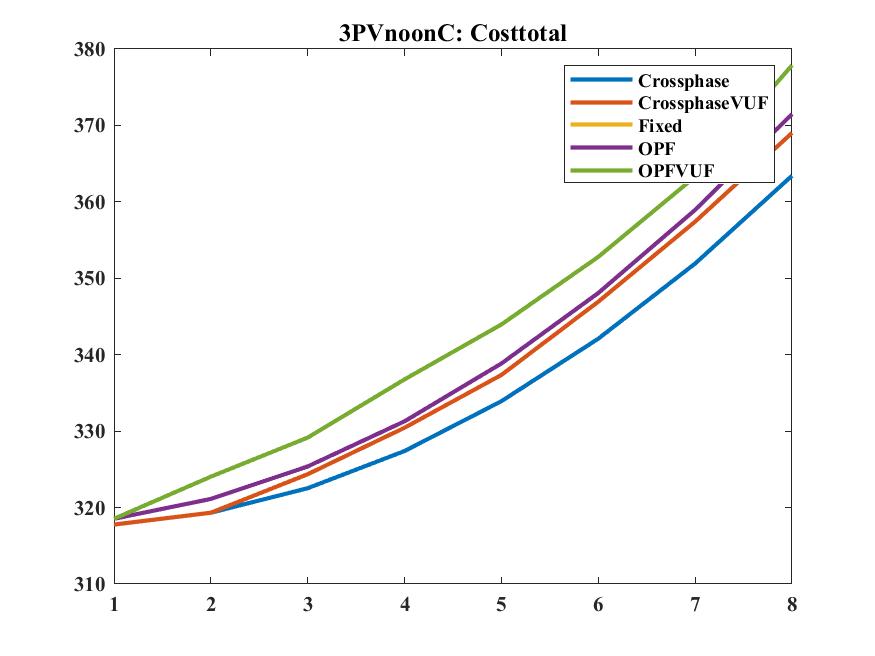 3PVnoonC: Costtotal
380
370
360
350
340
330
320
310
Crossphase
CrossphaseVUF
Fixed
OPF
OPFVUF
1 2 3 4 5 6 7 8